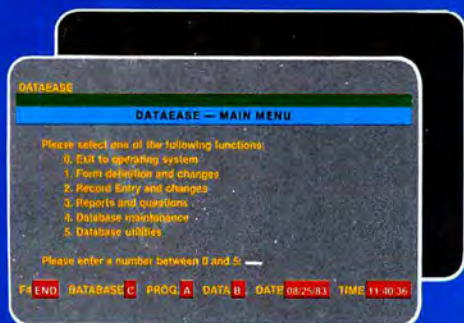 DATABASE
DATAEASE — MAIN MENU
Please select one of the following functions:
0. Exit to operating system
1. Form definition and changes
2. Record Entry and changes
3. Reports and questions
4. Database maintenance
5. Database utilities
Please enter a number between 0 and 5:
F4 END DATABASE C PROG: A DATA B DATE 08/25/83 TIME 11:40:36